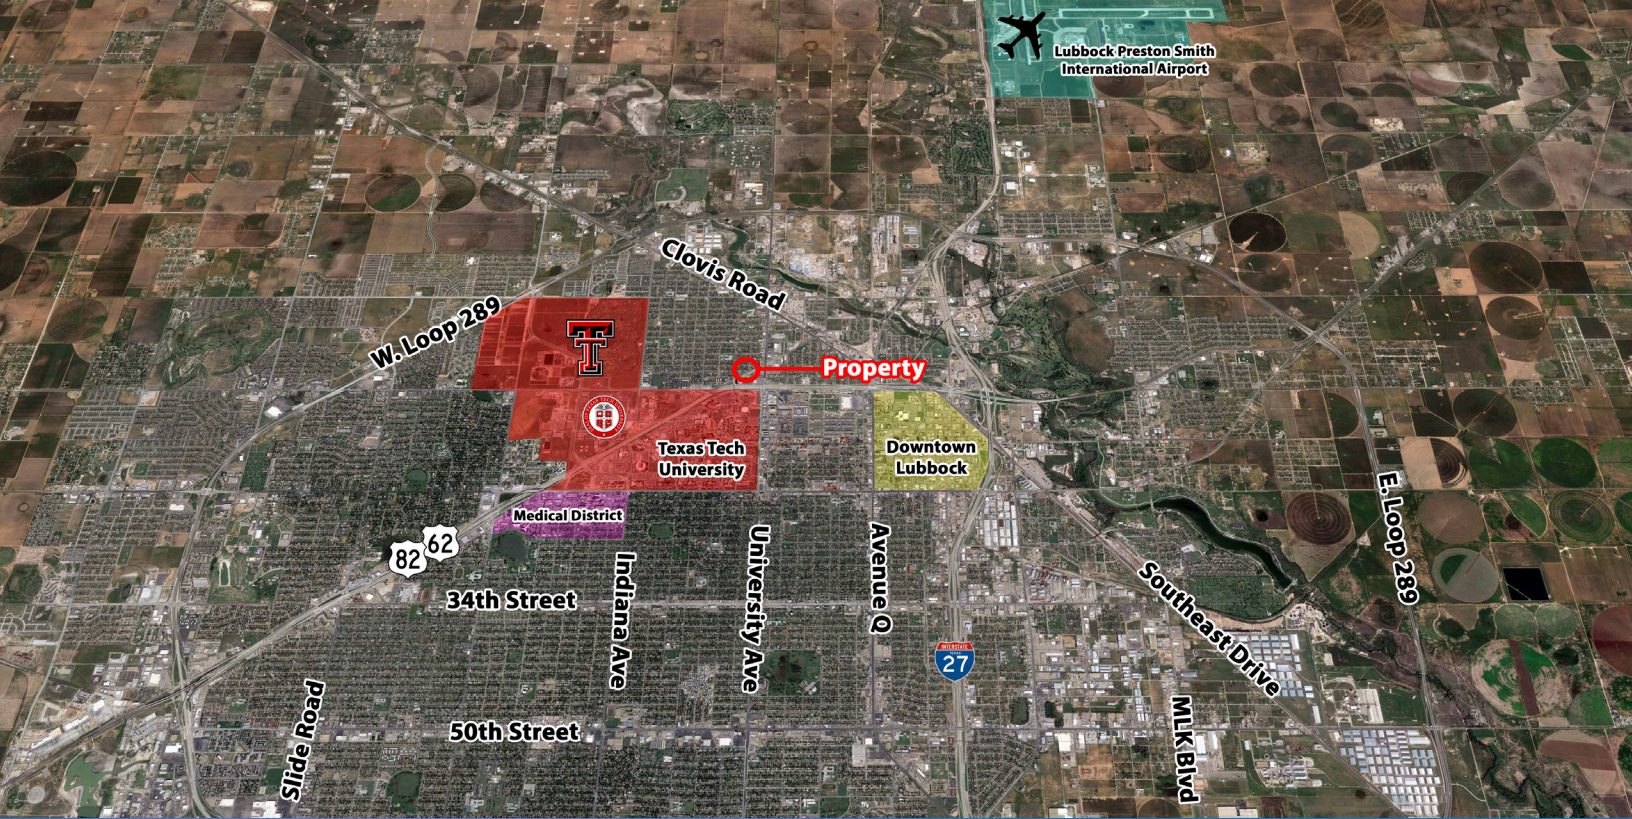 Lubbock Preston Smith
International Airport
Clovis Road
W. Loop 289
Property
Texas Tech
University
Downtown
Lubbock
Medical District
82
62
34th Street
Indiana Ave
University Ave
Avenue Q
E. Loop 289
Southeast Drive
INTERSTATE
TEXAS
27
Slide Road
50th Street
MLK Blvd